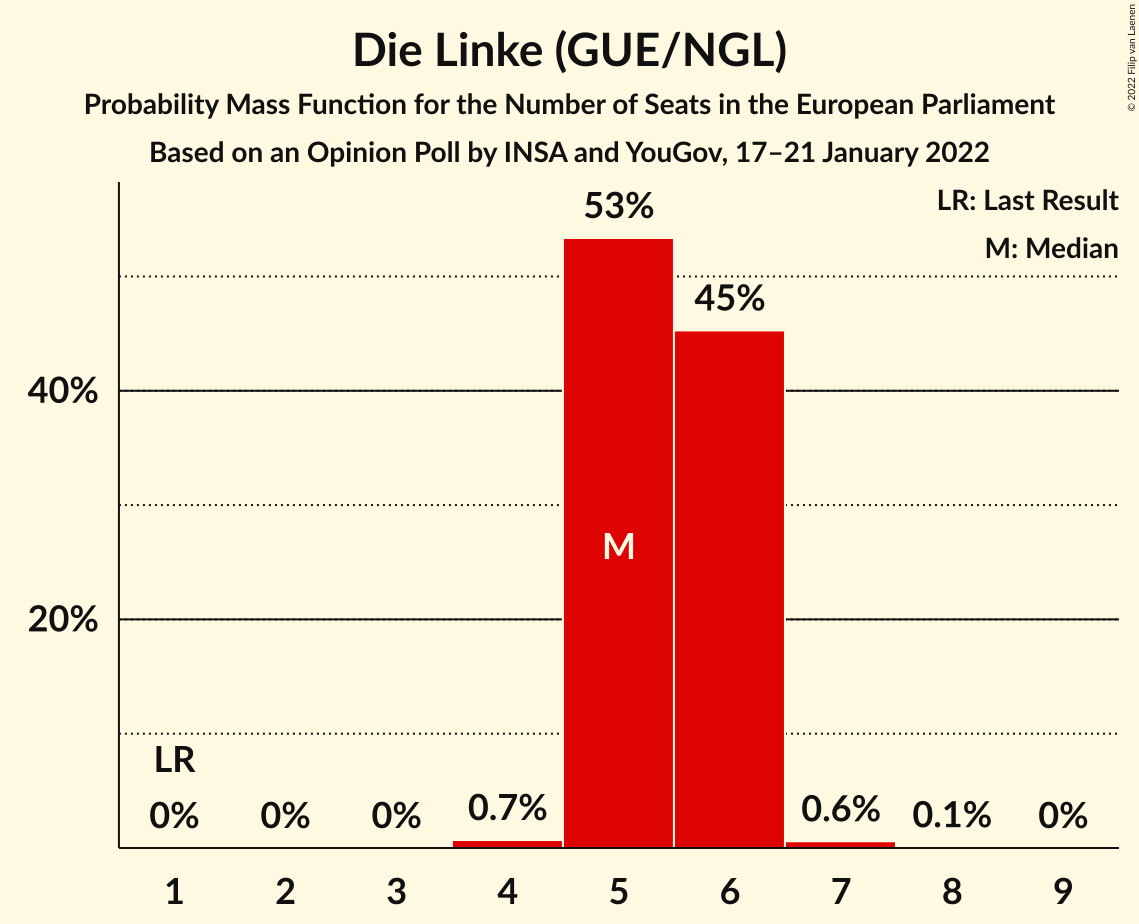 Die Linke (GUE/NGL)
Probability Mass Function for the Number of Seats in the European Parliament
Based on an Opinion Poll by INSA and YouGov, 17–21 January 2022
© 2022 Filip van Laenen
LR: Last Result
M: Median
53%
45%
40%
M
20%
LR
0%
0%
0%
0.7%
0.6%
0.1%
0%
1 2 3 4 5 6 7 8 9